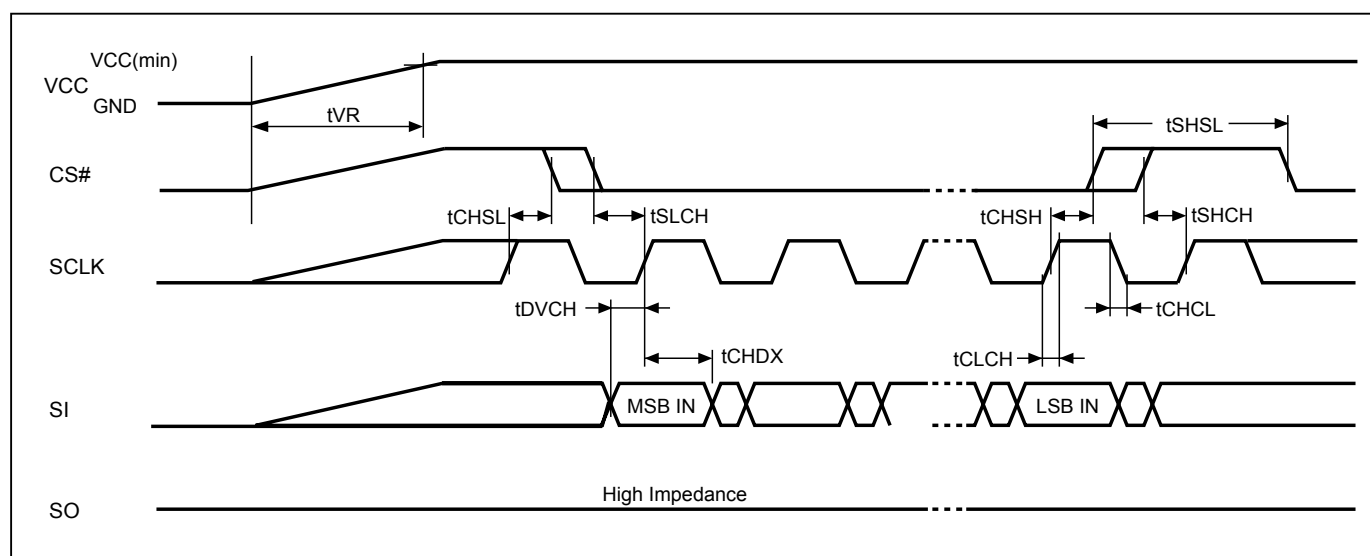 VCC(min)
VCC
GND
tVR
tSHSL
CS#
tCHSL
tSLCH
tCHSH
tSHCH
SCLK
tDVCH
tCHCL
tCHDX
tCLCH
SI
MSB IN
LSB IN
High Impedance
SO